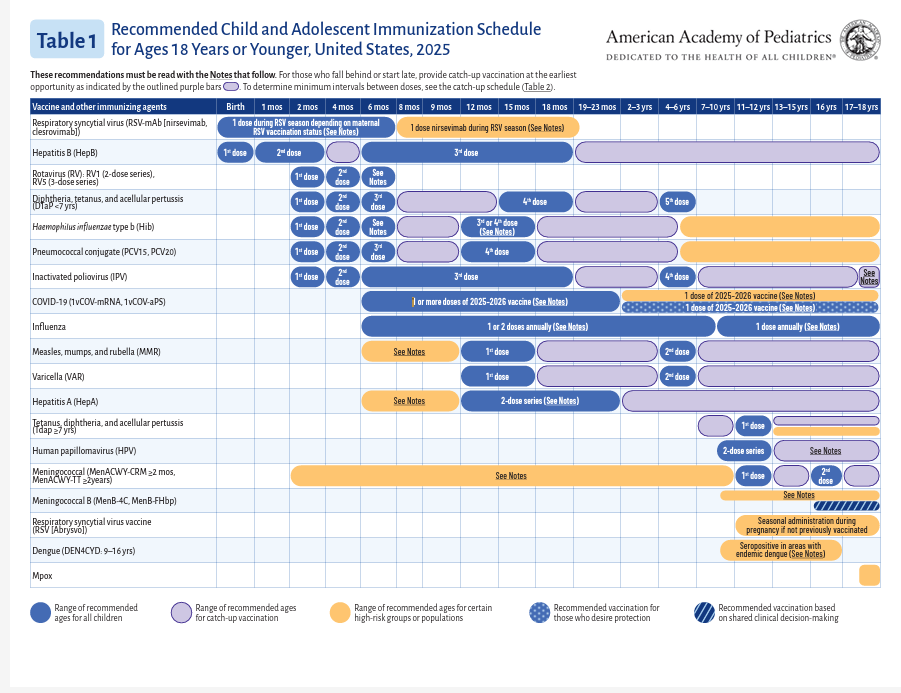 Table 1
Recommended Child and Adolescent Immunization Schedule
for Ages 18 Years or Younger, United States, 2025
American Academy of Pediatrics
DEDICATED TO THE HEALTH OF ALL CHILDREN®
These recommendations must be read with the Notes that follow. For those who fall behind or start late, provide catch-up vaccination at the earliest
opportunity as indicated by the outlined purple bars. To determine minimum intervals between doses, see the catch-up schedule (Table 2).
Vaccine and other immunizing agents Birth 1 mos 2 mos 4 mos 6 mos 8 mos 9 mos 12 mos 15 mos 18 mos 19–23 mos 2–3 yrs 4–6 yrs 7–10 yrs 11–12 yrs 13–15 yrs 16 yrs 17–18 yrs
Respiratory syncytial virus (RSV-mAb [nirsevimab,
clesrovimab])
1 dose during RSV season depending on maternal
RSV vaccination status (See Notes)
1 dose nirsevimab during RSV season (See Notes)
Hepatitis B (HepB) 1st dose 2nd dose 3rd dose
Rotavirus (RV): RV1 (2-dose series),
RV5 (3-dose series)
1st dose 2nd dose See Notes
Diphtheria, tetanus, and acellular pertussis
(DTaP <7 yrs)
1st dose 2nd dose 3rd dose 4th dose 5th dose
Haemophilus influenzae type b (Hib) 1st dose 2nd dose See Notes 3rd or 4th dose (See Notes)
Pneumococcal conjugate (PCV15, PCV20) 1st dose 2nd dose 3rd dose 4th dose
Inactivated poliovirus (IPV) 1st dose 2nd dose 3rd dose 4th dose See Notes
COVID-19 (1vCOV-mRNA, 1vCOV-aPS) 1 or more doses of 2025–2026 vaccine (See Notes)
1 dose of 2025–2026 vaccine (See Notes)
1 dose of 2025–2026 vaccine (See Notes)
Influenza 1 or 2 doses annually (See Notes) 1 dose annually (See Notes)
Measles, mumps, and rubella (MMR) See Notes 1st dose 2nd dose
Varicella (VAR) 1st dose 2nd dose
Hepatitis A (HepA) See Notes 2-dose series (See Notes)
Tetanus, diphtheria, and acellular pertussis
(Tdap ≥7 yrs)
1st dose
Human papillomavirus (HPV) 2-dose series See Notes
Meningococcal (MenACWY-CRM ≥2 mos,
MenACWY-TT ≥2years)
See Notes 1st dose 2nd dose
Meningococcal B (MenB-4C, MenB-FHbp) See Notes
Respiratory syncytial virus vaccine
(RSV [Abrysvo])
Seasonal administration during
pregnancy if not previously vaccinated
Dengue (DEN4CYD: 9–16 yrs)
Seropositive in areas with
endemic dengue (See Notes)
Mpox
Range of recommended
ages for all children
Range of recommended ages
for catch-up vaccination
Range of recommended ages for certain
high-risk groups or populations
Recommended vaccination for
those who desire protection
Recommended vaccination based
on shared clinical decision-making